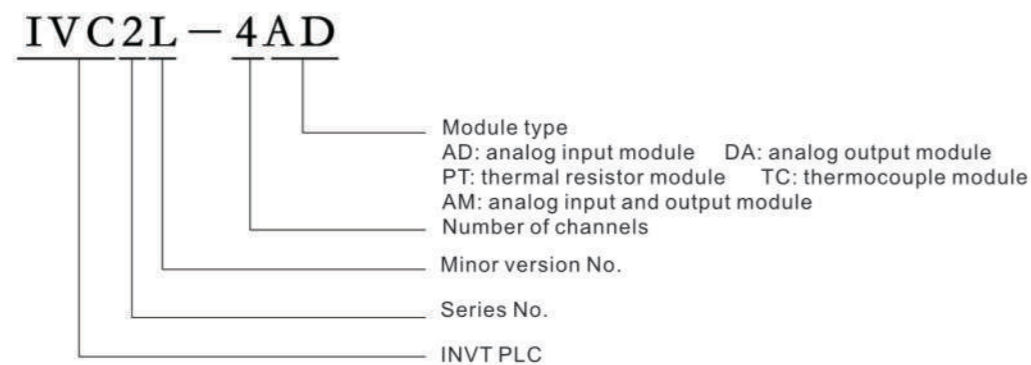 IVC2L-4AD
Module type
AD: analog input module DA: analog output module
PT: thermal resistor module TC: thermocouple module
AM: analog input and output module
Number of channels
Minor version No.
Series No.
INVT PLC